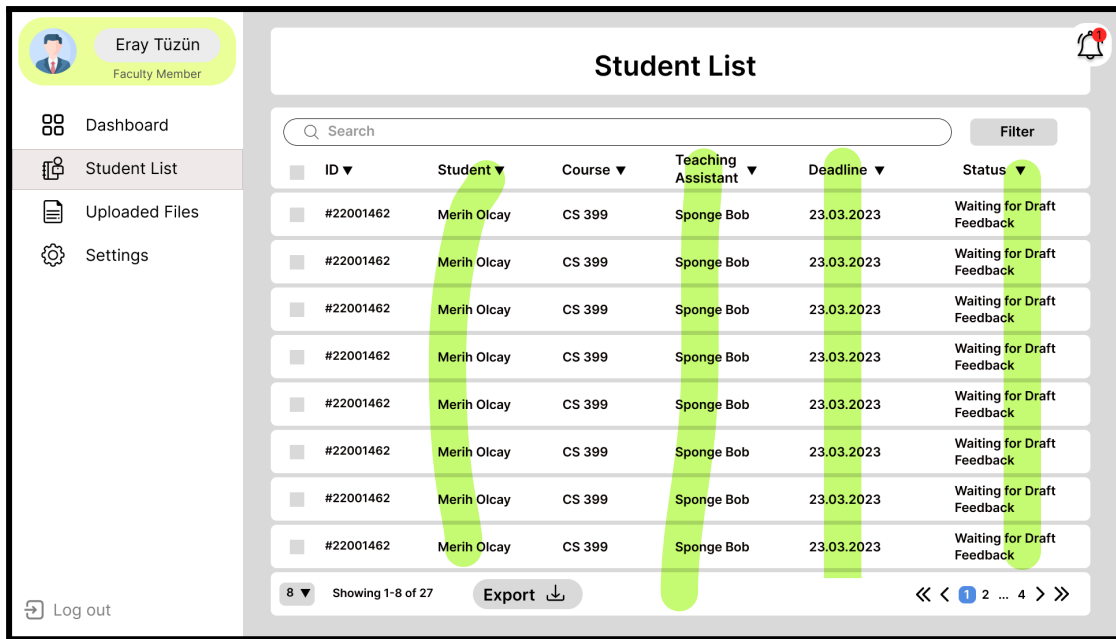 Eray Tüzün
Faculty Member
Dashboard
Student List
Uploaded Files
Settings
Log out
1
Student List
Search
Filter
ID ▼ Student ▼ Course ▼ Teaching Assistant ▼ Deadline ▼ Status ▼
#22001462 Merih Olcay CS 399 Sponge Bob 23.03.2023 Waiting for Draft Feedback
#22001462 Merih Olcay CS 399 Sponge Bob 23.03.2023 Waiting for Draft Feedback
#22001462 Merih Olcay CS 399 Sponge Bob 23.03.2023 Waiting for Draft Feedback
#22001462 Merih Olcay CS 399 Sponge Bob 23.03.2023 Waiting for Draft Feedback
#22001462 Merih Olcay CS 399 Sponge Bob 23.03.2023 Waiting for Draft Feedback
#22001462 Merih Olcay CS 399 Sponge Bob 23.03.2023 Waiting for Draft Feedback
#22001462 Merih Olcay CS 399 Sponge Bob 23.03.2023 Waiting for Draft Feedback
#22001462 Merih Olcay CS 399 Sponge Bob 23.03.2023 Waiting for Draft Feedback
8 ▼ Showing 1-8 of 27 Export « < 1 2 ... 4 > »